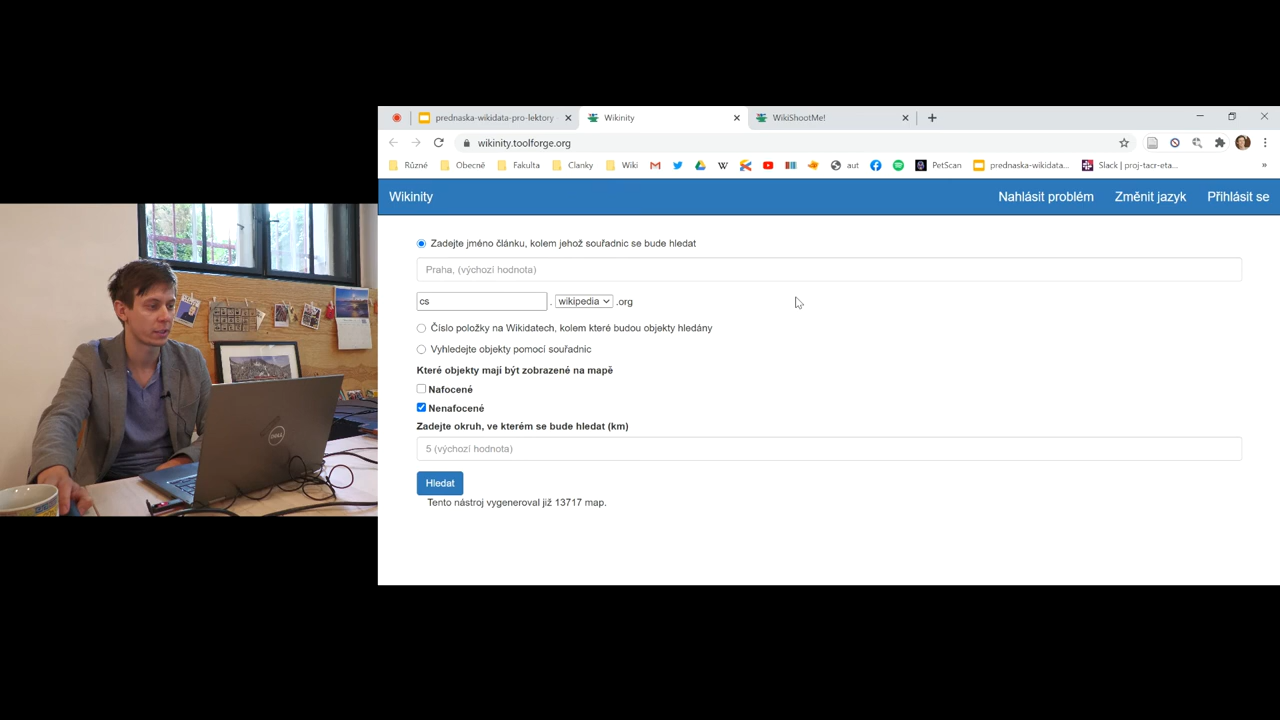 prednaska-wikidata-pro-lektory
Wikinity
WikiShootMe!
wikinity.toolforge.org
Různé
Obecné
Fakulta
Clanky
Wiki
aut
PetScan
prednaska-wikidata...
Slack | proj-tacr-eta...
Wikinity
Nahlásit problém
Změnit jazyk
Přihlásit se
Zadejte jméno článku, kolem jehož souřadnic se bude hledat
Praha, (výchozí hodnota)
cs . wikipedia .org
Číslo položky na Wikidatech, kolem které budou objekty hledány
Vyhledejte objekty pomocí souřadnic
Které objekty mají být zobrazené na mapě
Nafocené
Nenafocené
Zadejte okruh, ve kterém se bude hledat (km)
5 (výchozí hodnota)
Hledat
Tento nástroj vygeneroval již 13717 map.
DELL